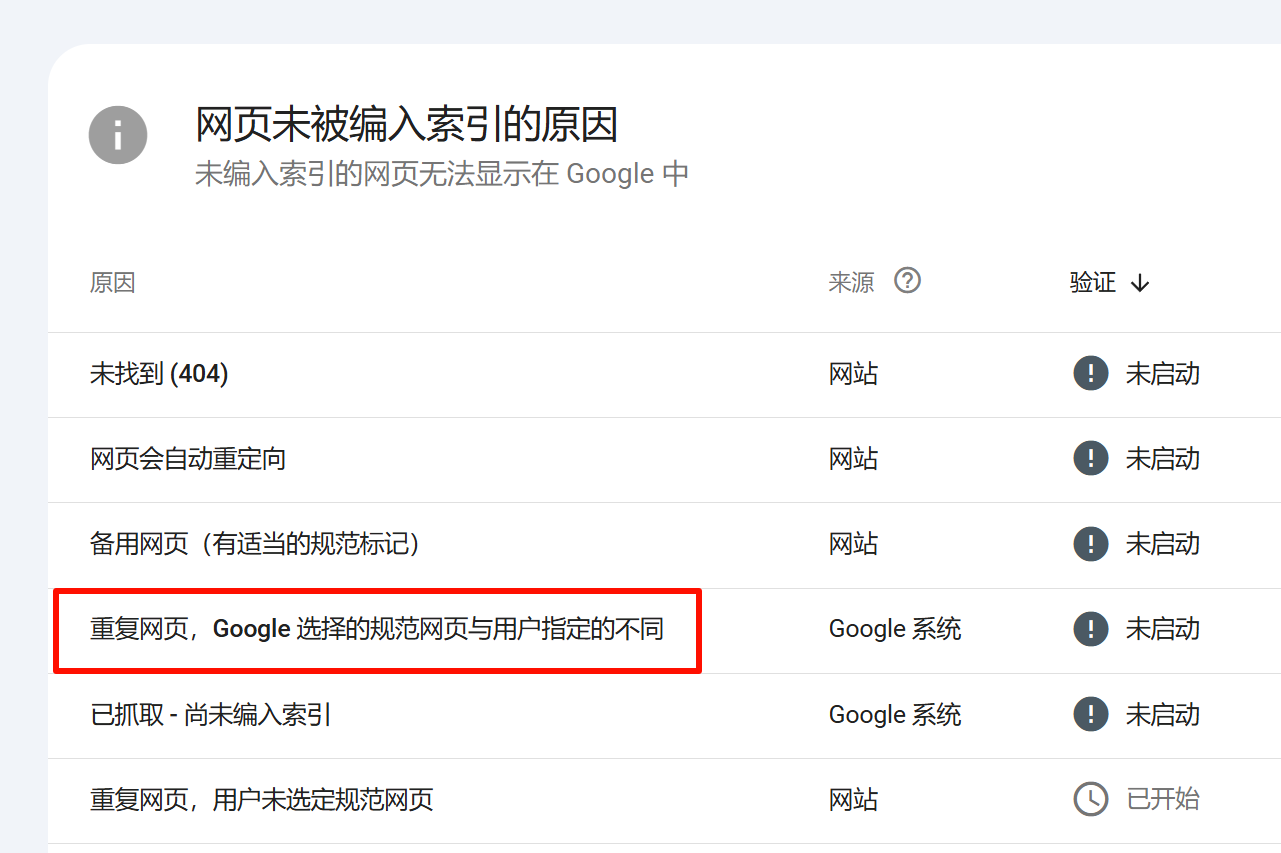 网页未被编入索引的原因
未编入索引的网页无法显示在 Google 中
原因 来源 验证
未找到 (404) 网站 未启动
网页会自动重定向 网站 未启动
备用网页（有适当的规范标记） 网站 未启动
重复网页，Google 选择的规范网页与用户指定的不同 Google 系统 未启动
已抓取 - 尚未编入索引 Google 系统 未启动
重复网页，用户未选定规范网页 网站 已开始